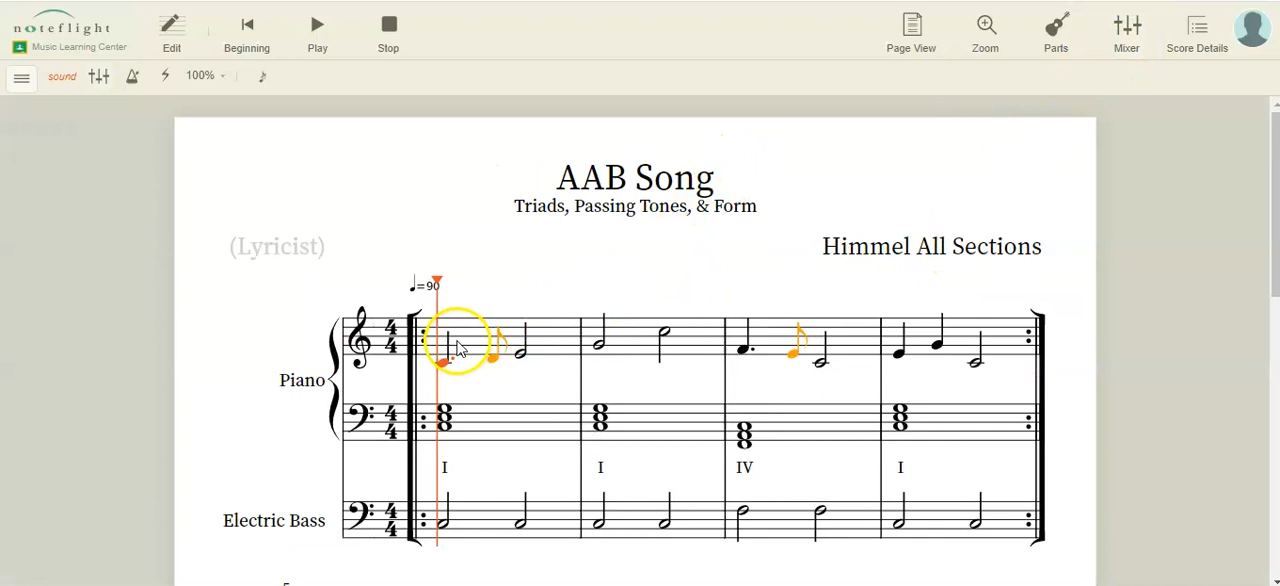 noteflight
Music Learning Center
Edit
Beginning
Play
Stop
Page View
Zoom
Parts
Mixer
Score Details
sound
100%
AAB Song
Triads, Passing Tones, & Form
(Lyricist)
Himmel All Sections
♩=90
Piano
I I IV I
Electric Bass
5